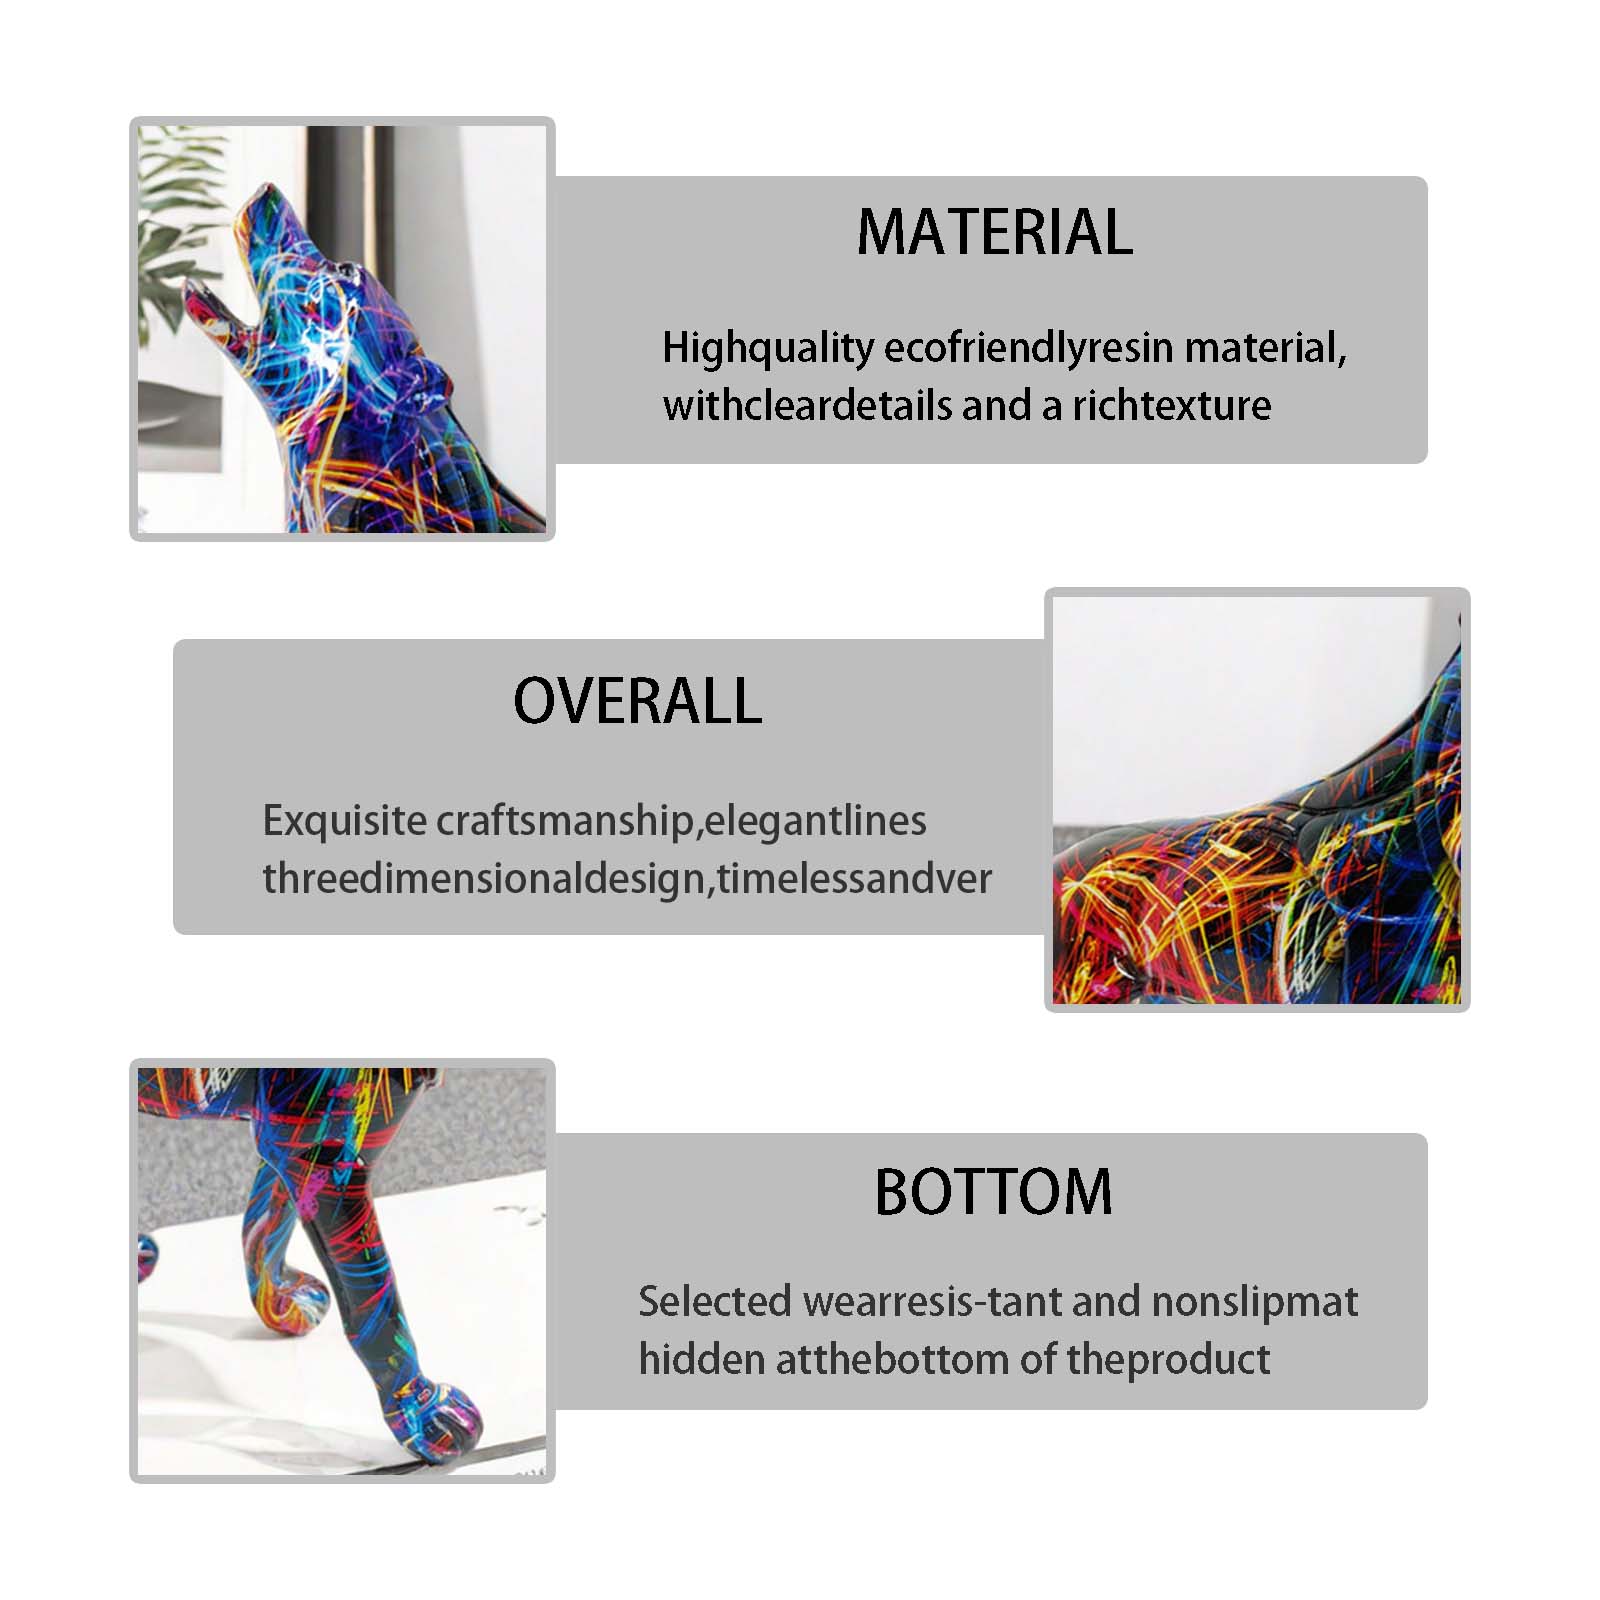 MATERIAL
Highquality ecofriendlyresin material,
withcleardetails and a richtexture
OVERALL
Exquisite craftsmanship,elegantlines
threedimensionaldesign,timelessandver
BOTTOM
Selected wearresis-tant and nonslipmat
hidden atthebottom of theproduct